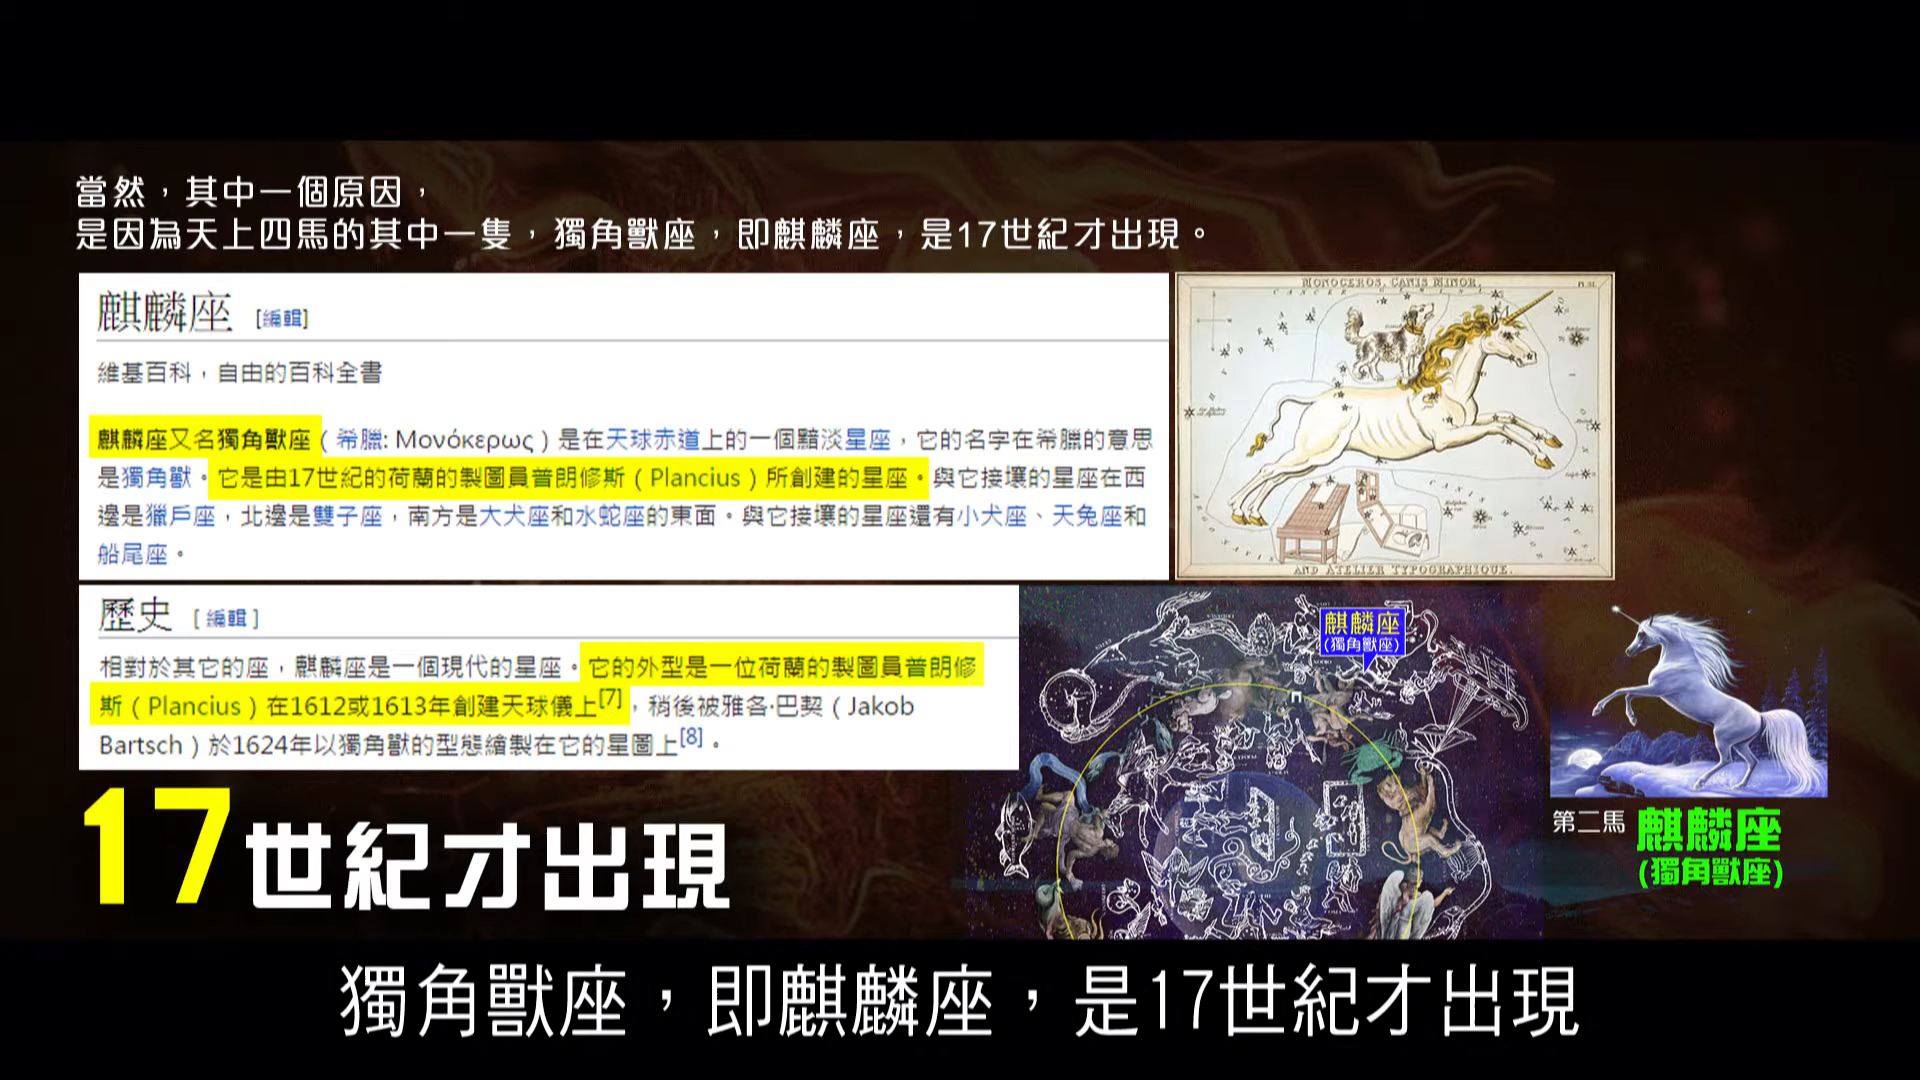 當然，其中一個原因，
是因為天上四馬的其中一隻，獨角獸座，即麒麟座，是17世紀才出現。
麒麟座 [編輯]
維基百科，自由的百科全書
麒麟座又名獨角獸座（希臘: Μονόκερως）是在天球赤道上的一個黯淡星座，它的名字在希臘的意思
是獨角獸。它是由17世紀的荷蘭的製圖員普朗修斯（Plancius）所創建的星座。與它接壤的星座在西
邊是獵戶座，北邊是雙子座，南方是大犬座和水蛇座的東面。與它接壤的星座還有小犬座、天兔座和
船尾座。
MONOCEROS, CANIS MINOR,
AND ATELIER TYPOGRAPHIQUE.
歷史 [編輯]
相對於其它的座，麒麟座是一個現代的星座。它的外型是一位荷蘭的製圖員普朗修
斯（Plancius）在1612或1613年創建天球儀上[7]，稍後被雅各·巴契（Jakob
Bartsch）於1624年以獨角獸的型態繪製在它的星圖上[8]。
麒麟座
(獨角獸座)
第二馬 麒麟座
(獨角獸座)
17世紀才出現
獨角獸座，即麒麟座，是17世紀才出現